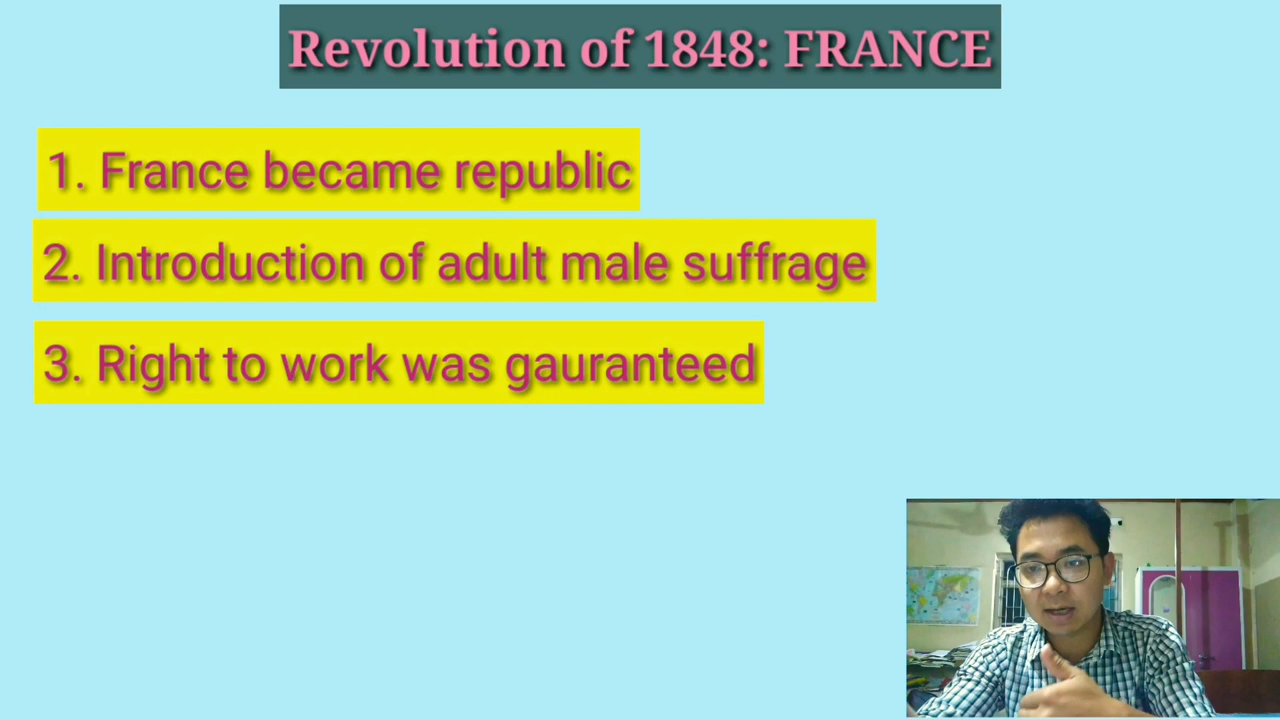 Revolution of 1848: FRANCE
1. France became republic
2. Introduction of adult male suffrage
3. Right to work was gauranteed